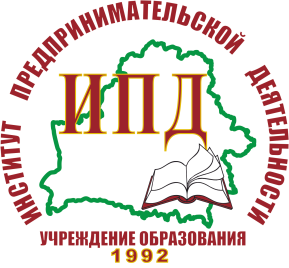 ИНСТИТУТ ПРЕДПРИНИМАТЕЛЬСКОЙ ДЕЯТЕЛЬНОСТИ
ИПД
УЧРЕЖДЕНИЕ ОБРАЗОВАНИЯ
1992